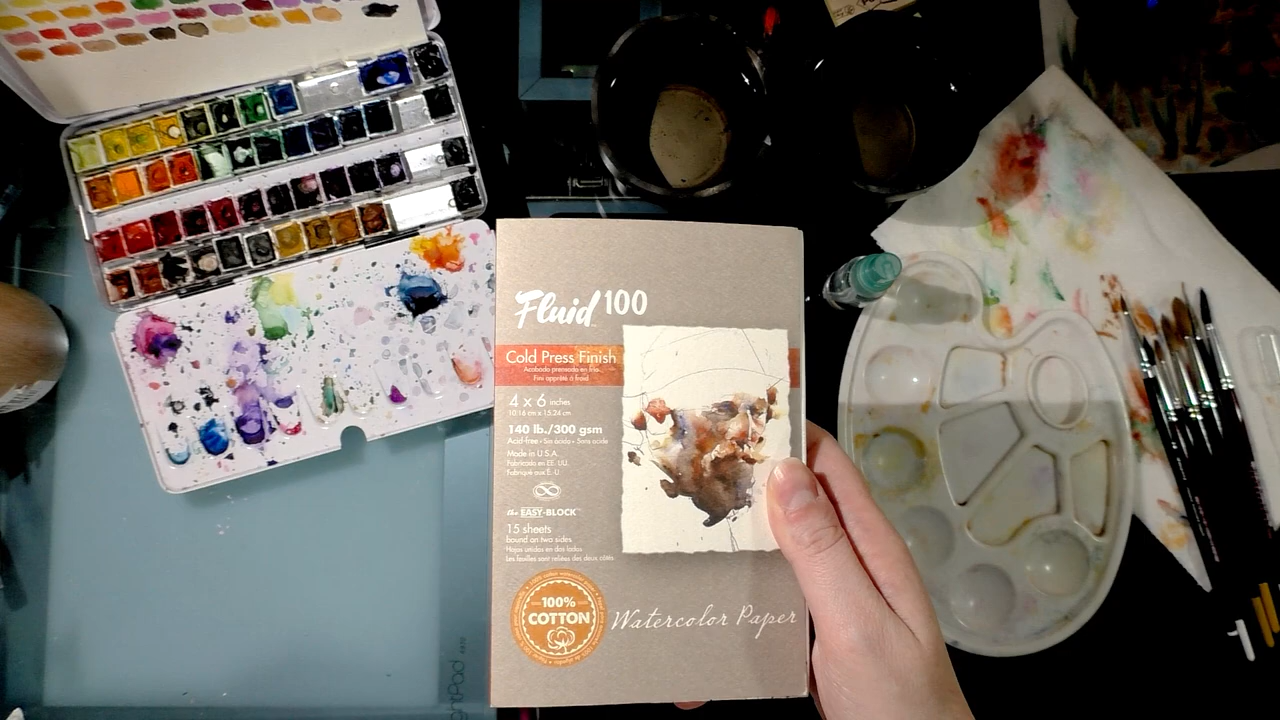 Fluid 100
Cold Press Finish
Acabado prensado en frío
Fini apprêté à froid
4 x 6 inches
10.16 cm x 15.24 cm
140 lb./300 gsm
Acid-free • Sin ácido • Sans acide
Made in U.S.A.
Fabricado en EE. UU.
Fabriqué aux É.-U.
the EASY-BLOCK™
15 sheets
bound on two sides
Hojas unidas en dos lados
Les feuilles sont reliées des deux côtés
100%
COTTON
Watercolor Paper